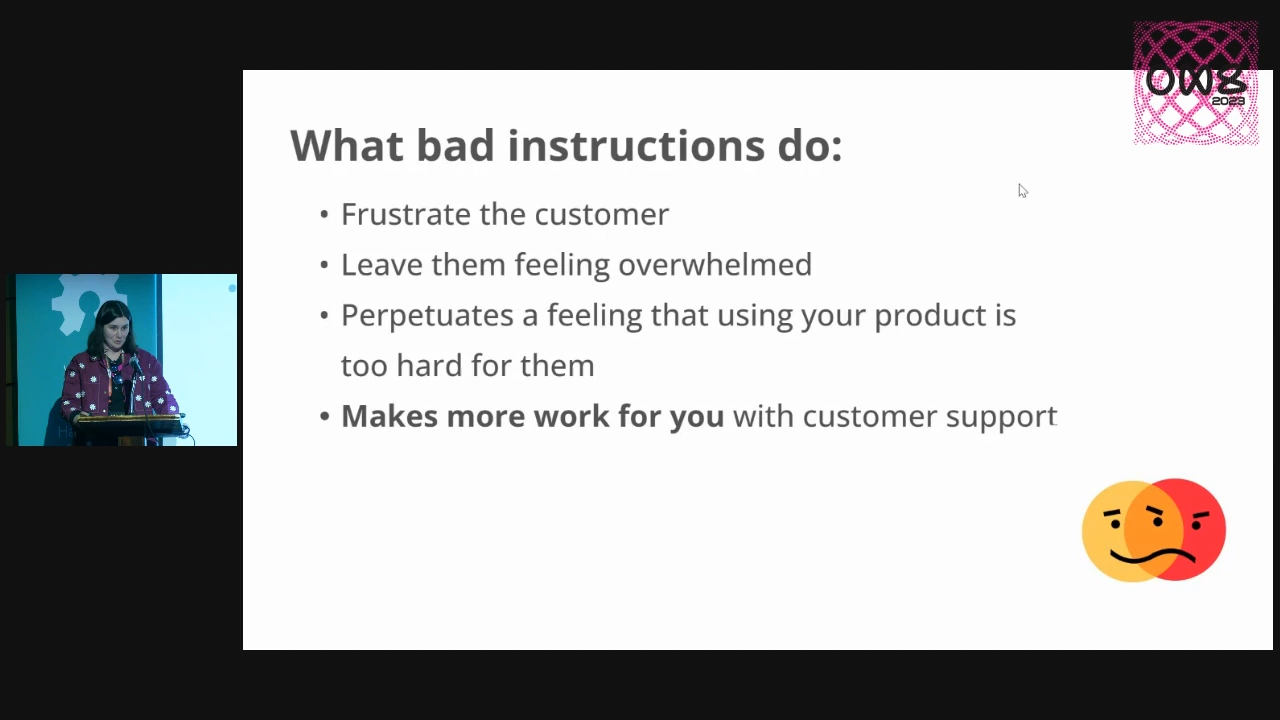 OW8
2023
What bad instructions do:
• Frustrate the customer
• Leave them feeling overwhelmed
• Perpetuates a feeling that using your product is
too hard for them
• Makes more work for you with customer support